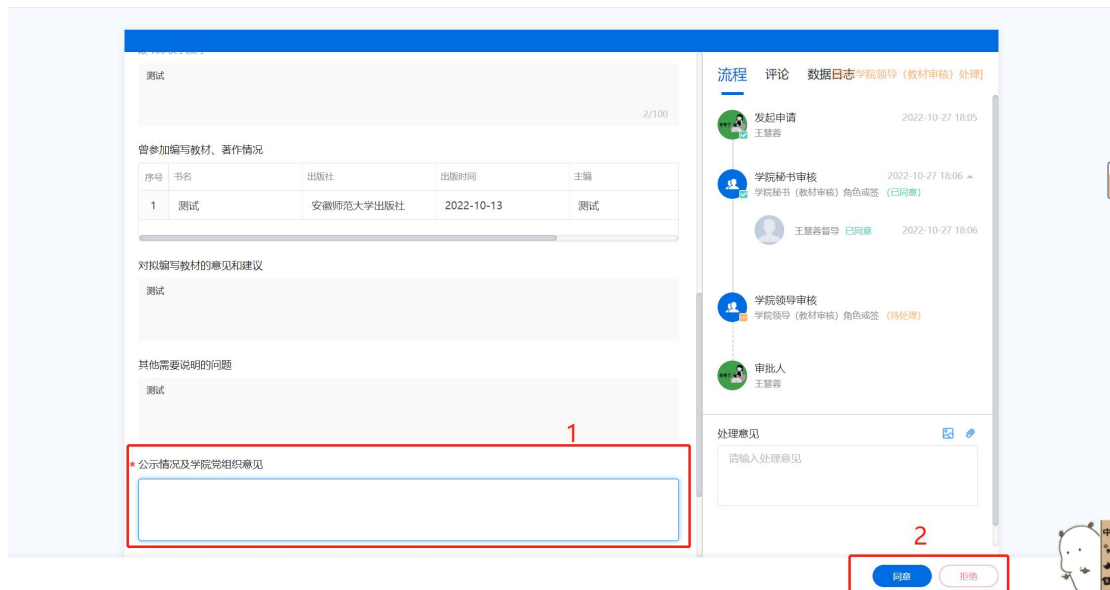 测试
2/100
曾参加编写教材、著作情况
序号 书名 出版社 出版时间 主编
1 测试 安徽师范大学出版社 2022-10-13 测试
对拟编写教材的意见和建议
测试
其他需要说明的问题
测试
1
* 公示情况及学院党组织意见
流程 评论 数据日志 学院领导（教材审核）处理]
发起申请 2022-10-27 18:05
王慧蓉
学院秘书审核 2022-10-27 18:06
学院秘书（教材审核）角色或签 （已同意）
王慧蓉督导 已同意 2022-10-27 18:06
学院领导审核
学院领导（教材审核）角色或签 （待处理）
审批人
王慧蓉
处理意见
请输入处理意见
2
同意 拒绝
中